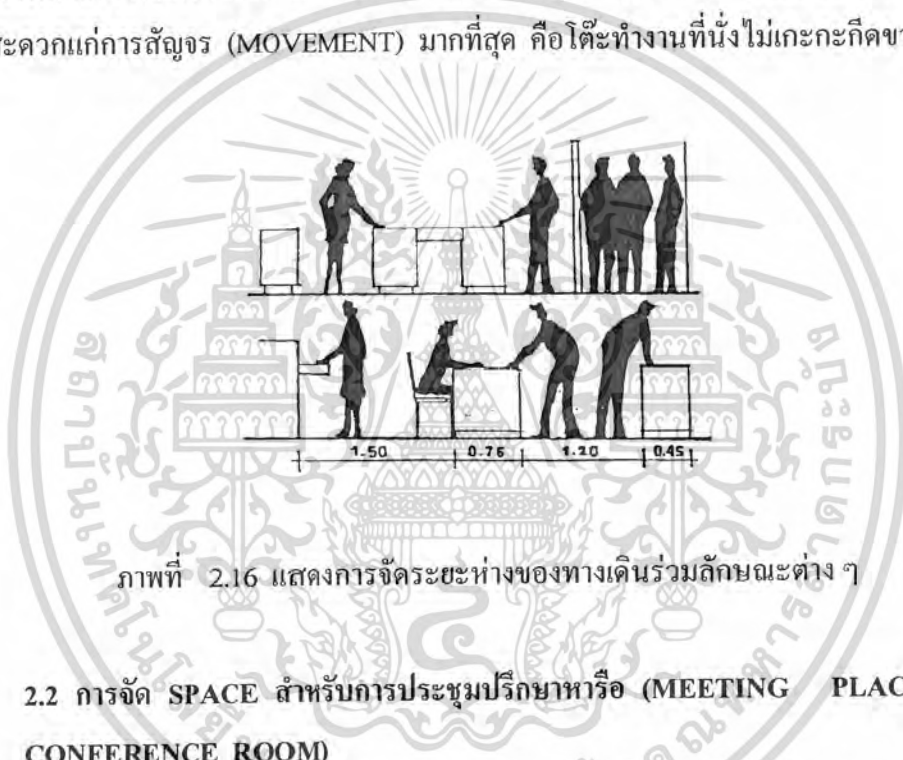 สะดวกแก่การสัญจร (MOVEMENT) มากที่สุด คือโต๊ะทำงานที่นั่งไม่เกะกะกีดขว
1.50 0.76 1.20 0.45
ภาพที่ 2.16 แสดงการจัดระยะห่างของทางเดินร่วมลักษณะต่าง ๆ
2.2 การจัด SPACE สำหรับการประชุมปรึกษาหารือ (MEETING PLAC
CONFERENCE ROOM)